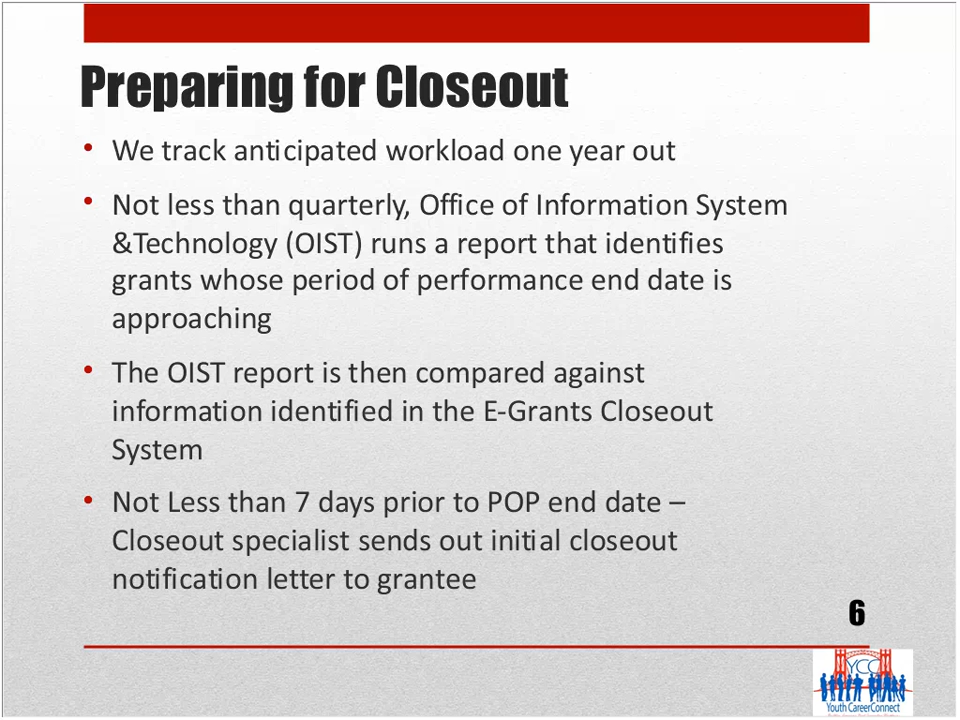 Preparing for Closeout
• We track anticipated workload one year out
• Not less than quarterly, Office of Information System
&Technology (OIST) runs a report that identifies
grants whose period of performance end date is
approaching
• The OIST report is then compared against
information identified in the E-Grants Closeout
System
• Not Less than 7 days prior to POP end date –
Closeout specialist sends out initial closeout
notification letter to grantee
6
YCC
Youth CareerConnect